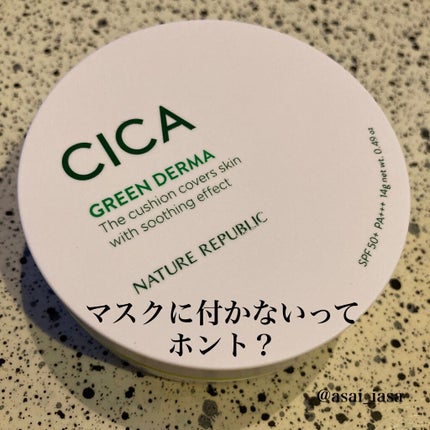 CICA
GREEN DERMA
The cushion covers skin
with soothing effect
NATURE REPUBLIC
SPF 50+ PA+++ 14g net wt. 0.49 oz
マスクに付かないって
ホント？
@asai_iasa